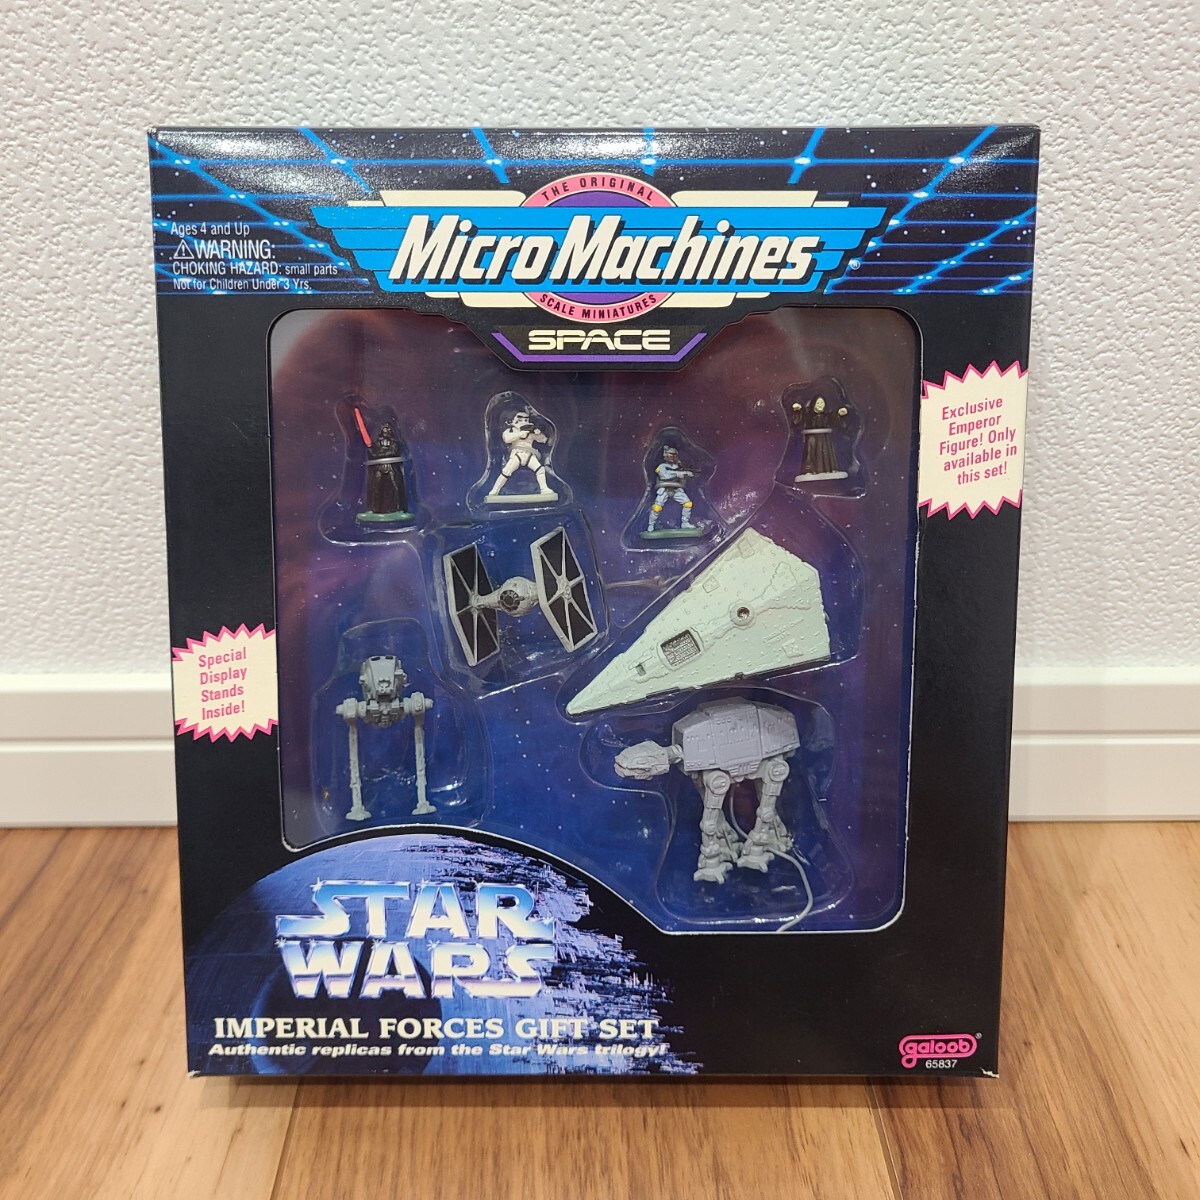 THE ORIGINAL
Micro Machines
®
SCALE MINIATURES
SPACE
Ages 4 and Up
⚠WARNING:
CHOKING HAZARD: small parts
Not for Children Under 3 Yrs.
Exclusive
Emperor
Figure! Only
available in
this set!
Special
Display
Stands
Inside!
STAR
WARS
IMPERIAL FORCES GIFT SET
Authentic replicas from the Star Wars trilogy!
galoob®
65837